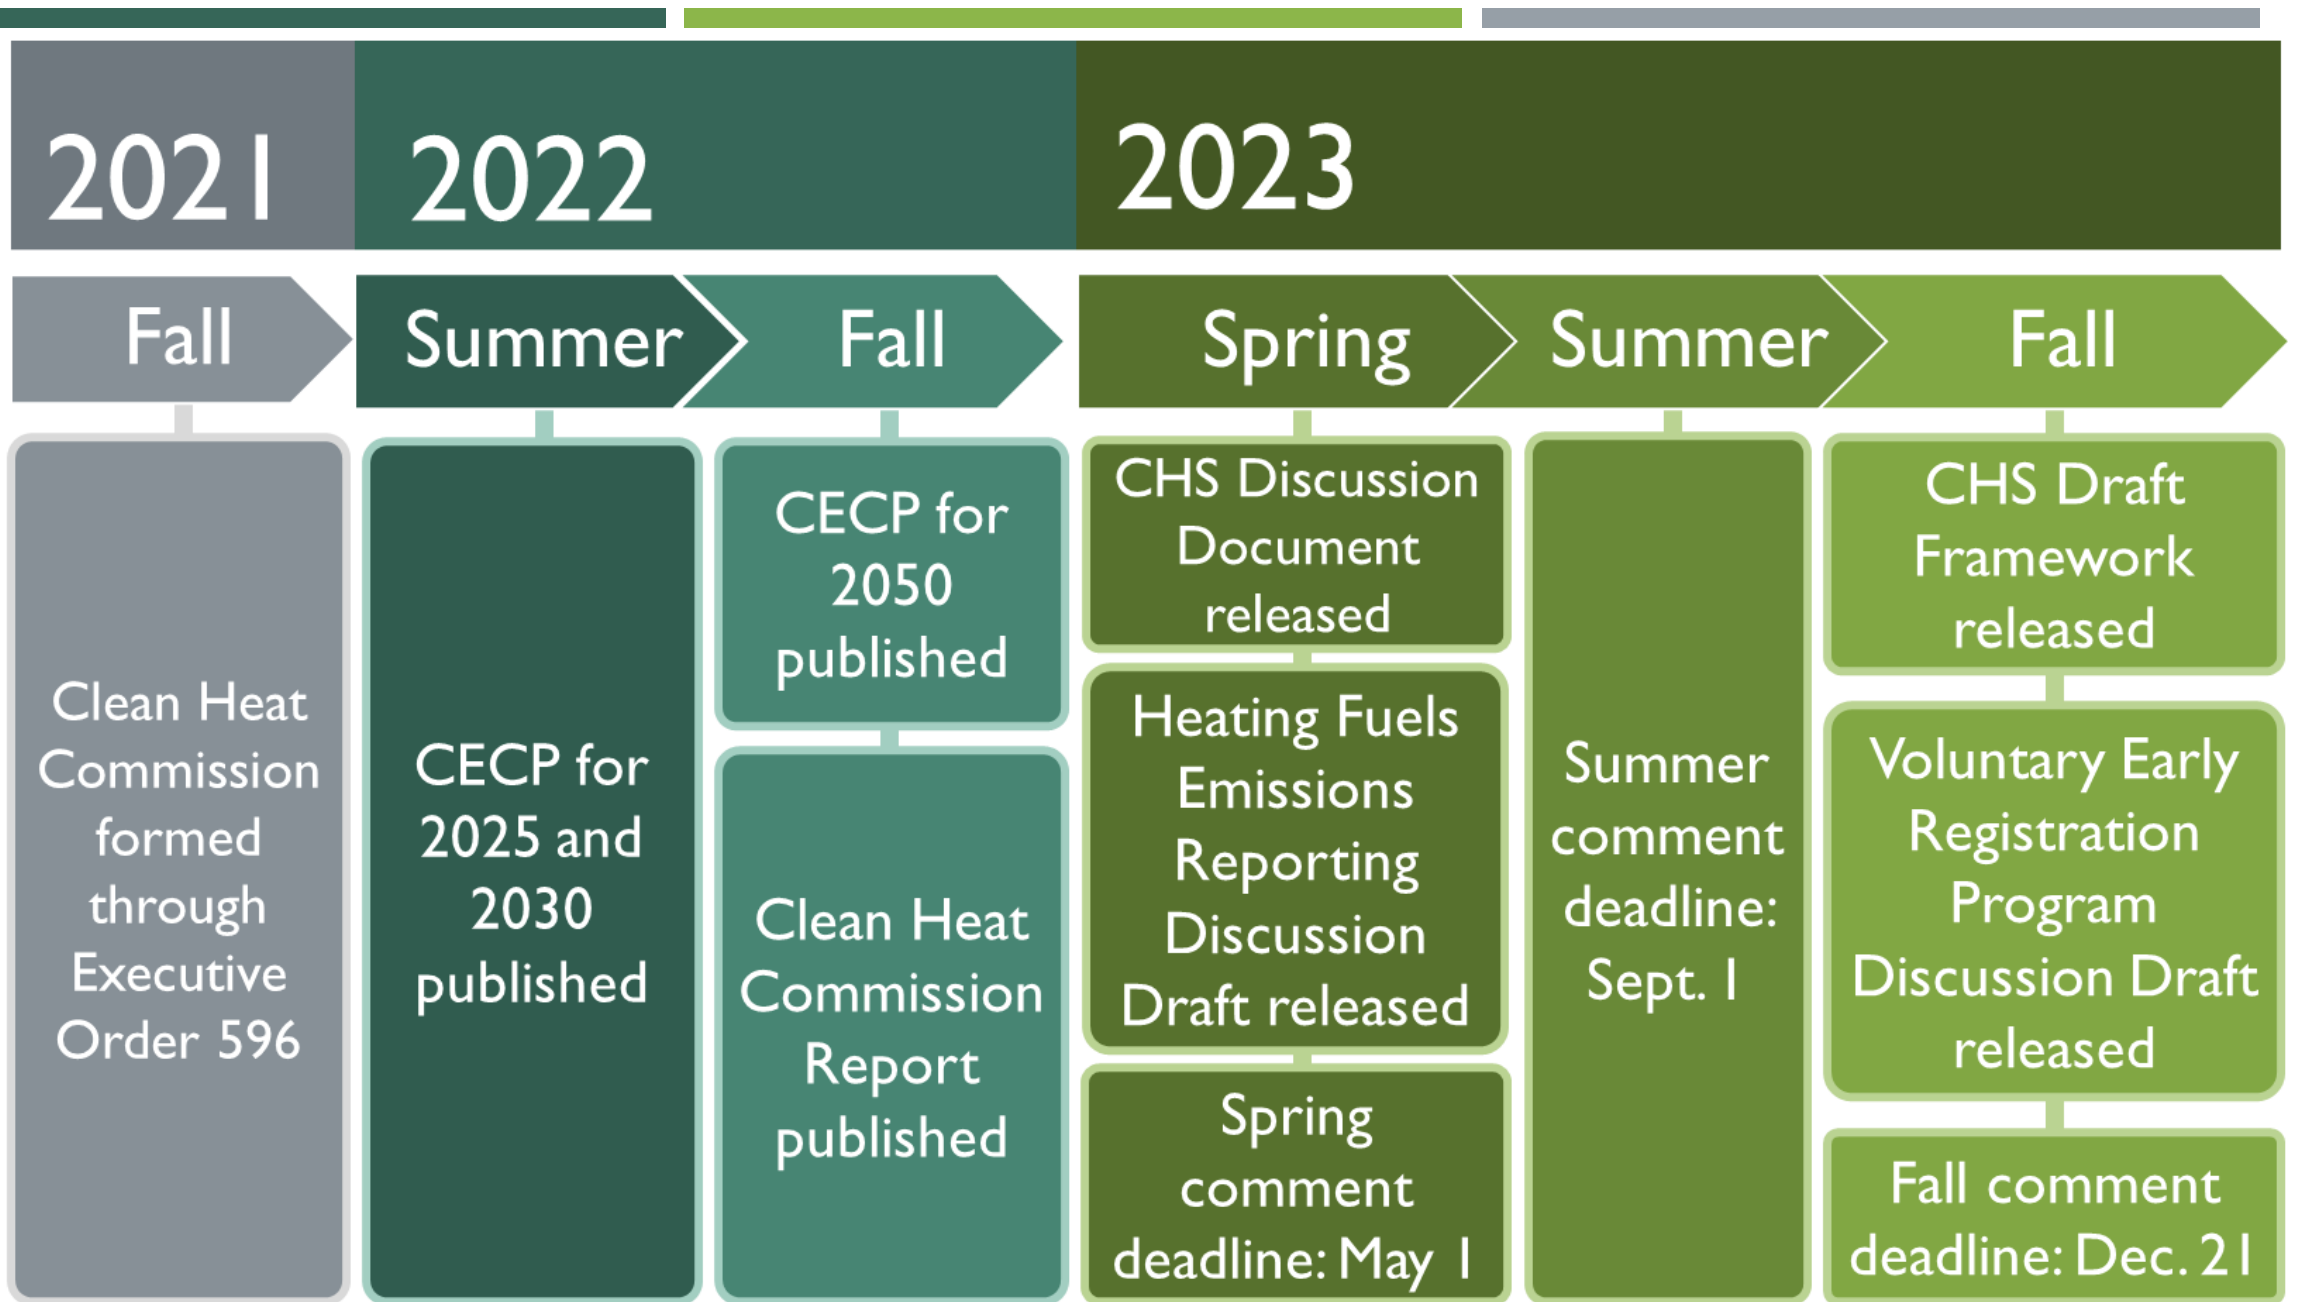 2021
2022
2023
Fall
Summer
Fall
Spring
Summer
Fall
Clean Heat
Commission
formed
through
Executive
Order 596
CECP for
2025 and
2030
published
CECP for
2050
published
Clean Heat
Commission
Report
published
CHS Discussion
Document
released
Heating Fuels
Emissions
Reporting
Discussion
Draft released
Spring
comment
deadline: May 1
Summer
comment
deadline:
Sept. 1
CHS Draft
Framework
released
Voluntary Early
Registration
Program
Discussion Draft
released
Fall comment
deadline: Dec. 21